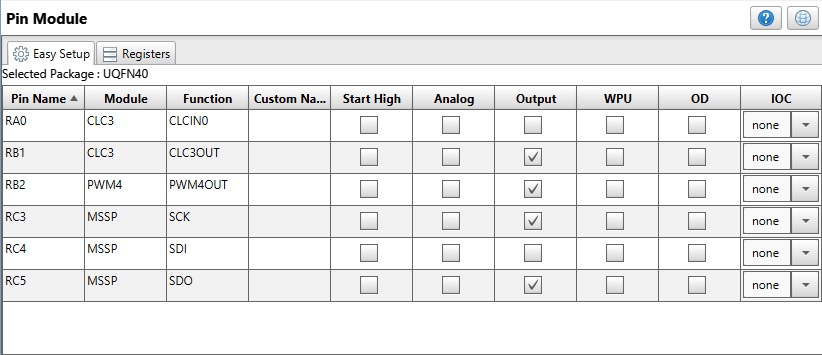 Pin Module
Easy Setup Registers
Selected Package : UQFN40
Pin Name Module Function Custom Na... Start High Analog Output WPU OD IOC
RA0 CLC3 CLCIN0 none
RB1 CLC3 CLC3OUT none
RB2 PWM4 PWM4OUT none
RC3 MSSP SCK none
RC4 MSSP SDI none
RC5 MSSP SDO none